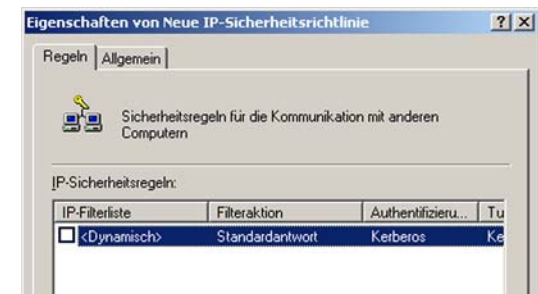 Eigenschaften von Neue IP-Sicherheitsrichtlinie
Regeln Allgemein
Sicherheitsregeln für die Kommunikation mit anderen
Computern
IP-Sicherheitsregeln:
IP-Filterliste Filteraktion Authentifizieru... Tu
<Dynamisch> Standardantwort Kerberos Ke